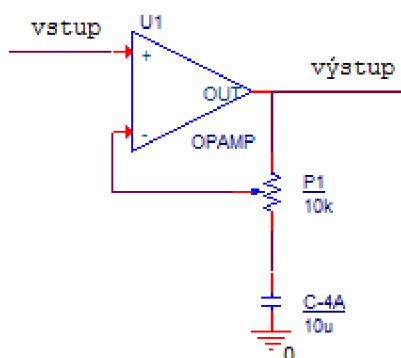 vstup
U1
+
-
OUT
OPAMP
výstup
P1
10k
C-4A
10u
0